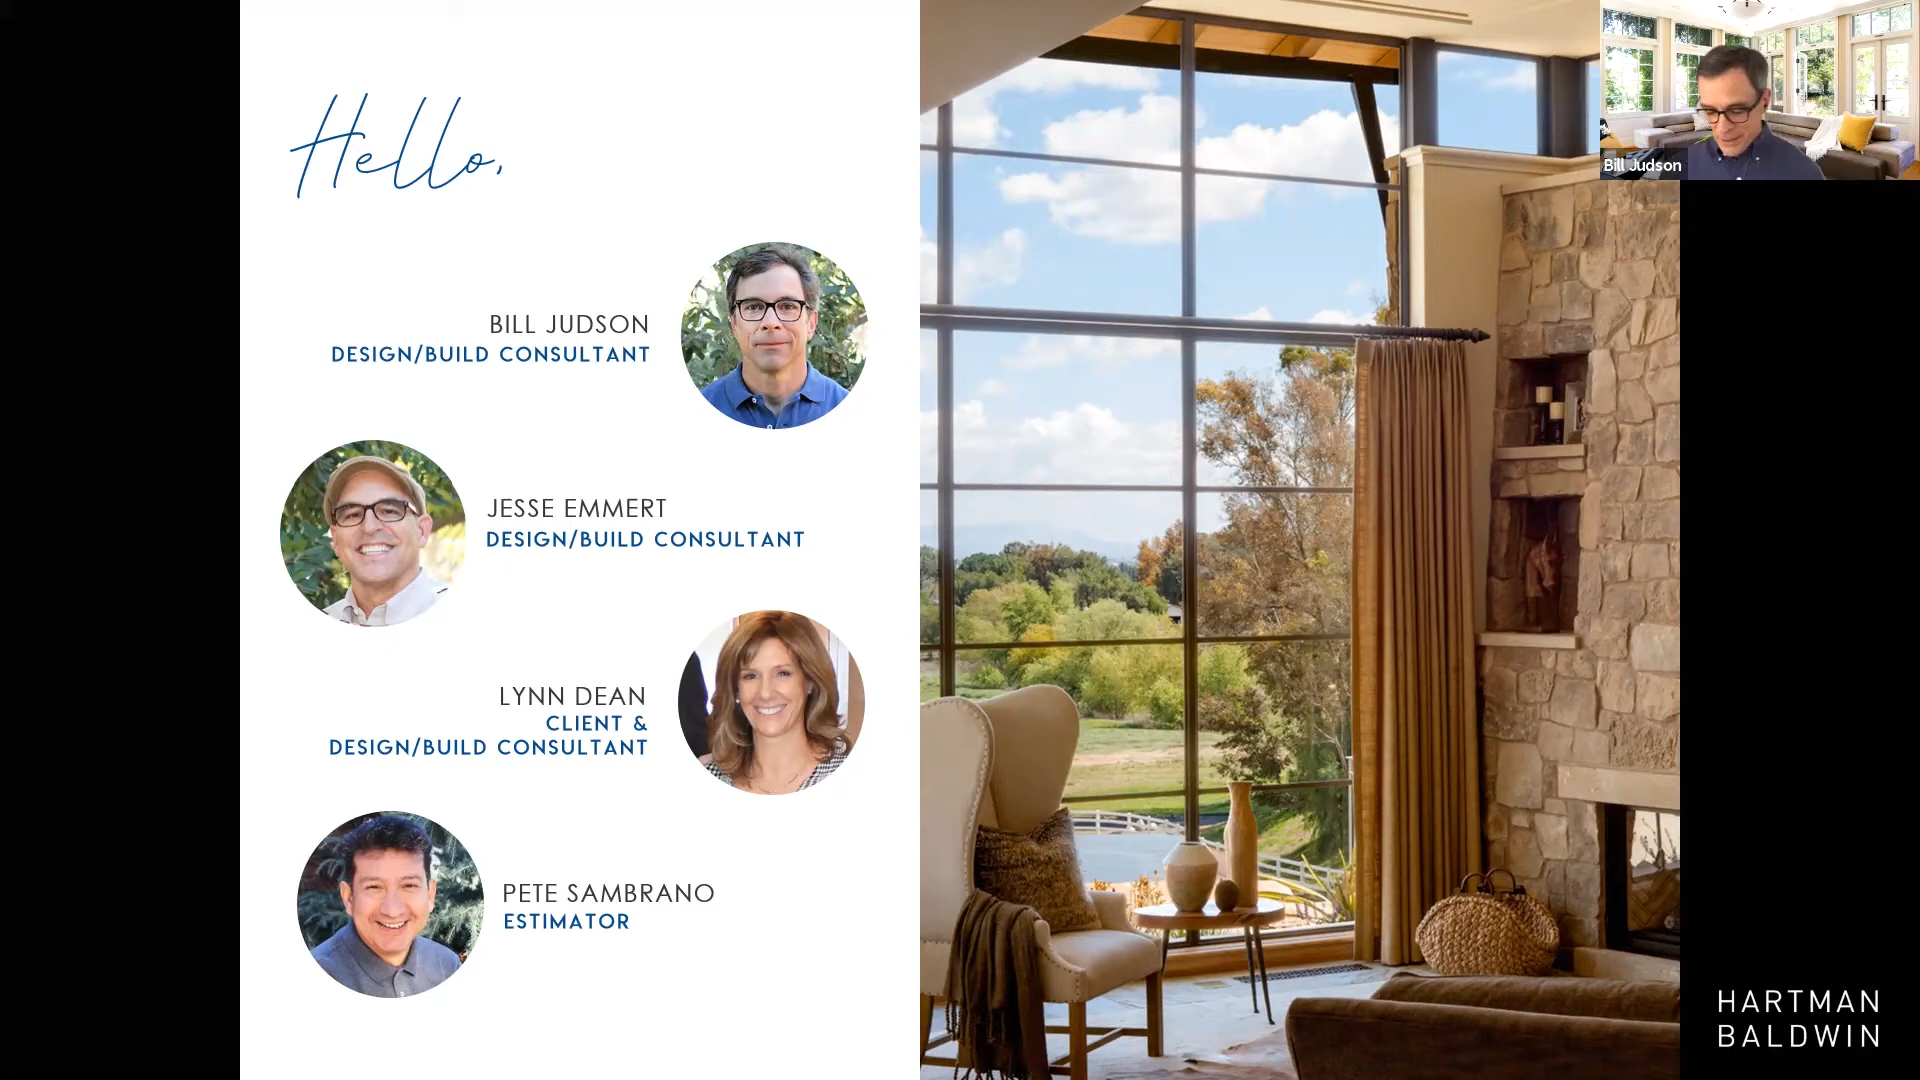 Hello,
BILL JUDSON
DESIGN/BUILD CONSULTANT
JESSE EMMERT
DESIGN/BUILD CONSULTANT
LYNN DEAN
CLIENT &
DESIGN/BUILD CONSULTANT
PETE SAMBRANO
ESTIMATOR
Bill Judson
HARTMAN
BALDWIN